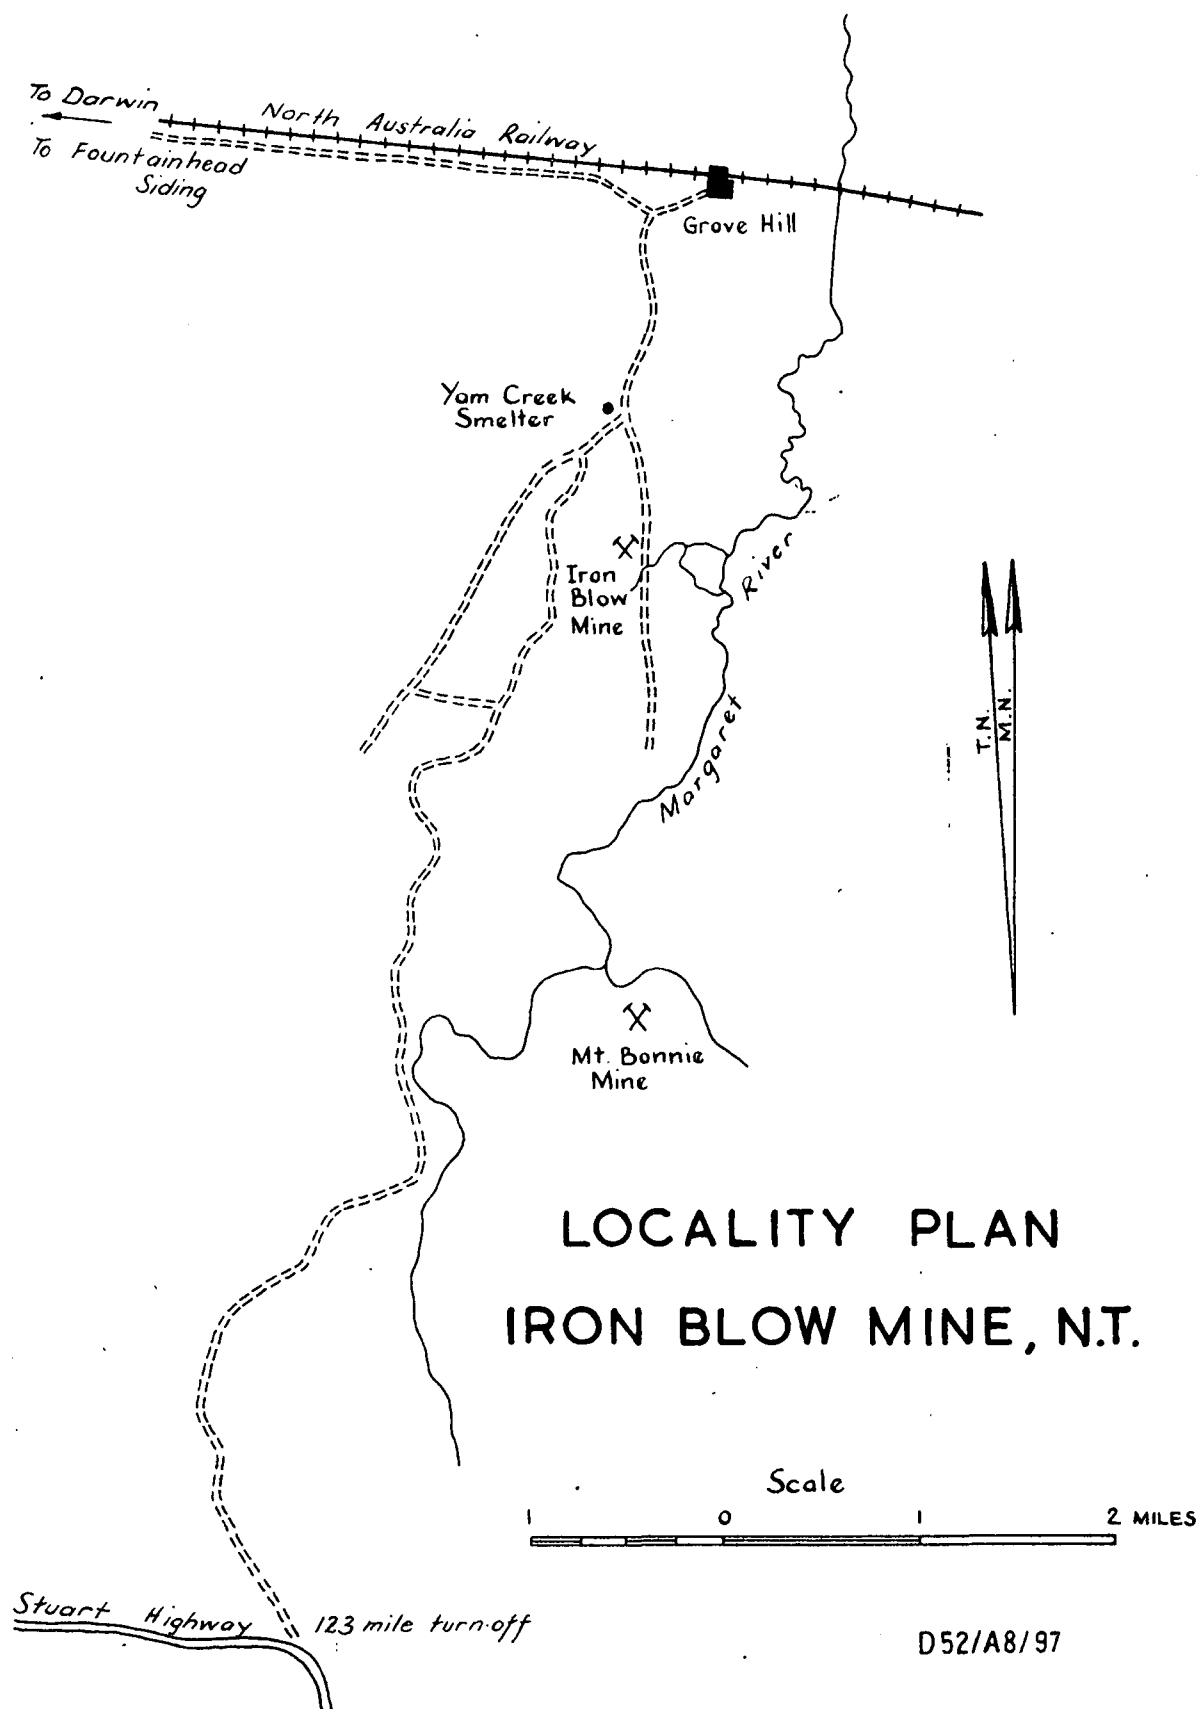 To Darwin
North Australia Railway
To Fountainhead
Siding
Grove Hill
Yam Creek
Smelter
Iron
Blow
Mine
Margaret River
T.N.
M.N.
Mt. Bonnie
Mine
LOCALITY PLAN
IRON BLOW MINE, N.T.
Scale
1 0 1 2 MILES
Stuart Highway
123 mile turn-off
D52/A8/97